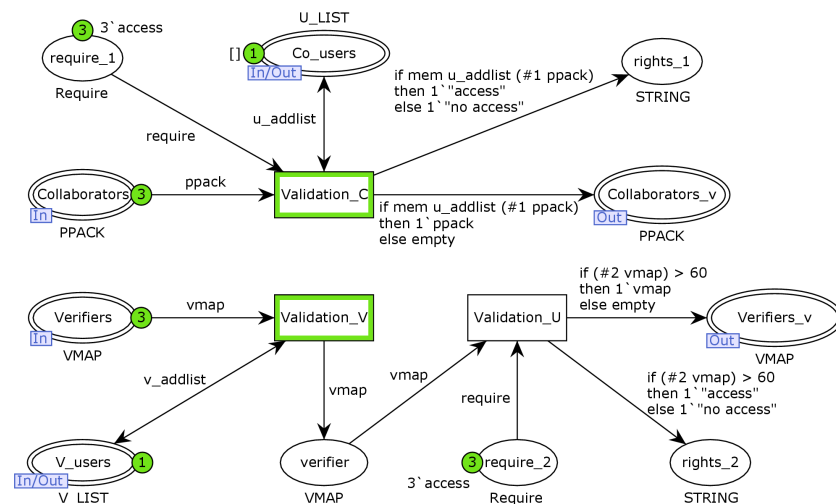 U_LIST
3 3`access
[] 1 Co_users
In/Out
require_1
Require
rights_1
STRING
if mem u_addlist (#1 ppack)
then 1`"access"
else 1`"no access"
u_addlist
require
Collaborators 3
In
PPACK
ppack
Validation_C
Collaborators_v
Out
PPACK
if mem u_addlist (#1 ppack)
then 1`ppack
else empty
if (#2 vmap) > 60
then 1`vmap
else empty
Verifiers 3
In
VMAP
vmap
Validation_V
Validation_U
Verifiers_v
Out
VMAP
v_addlist
vmap
vmap
require
if (#2 vmap) > 60
then 1`"access"
else 1`"no access"
V_users 1
In/Out
V_LIST
verifier
VMAP
3 require_2
3`access
Require
rights_2
STRING